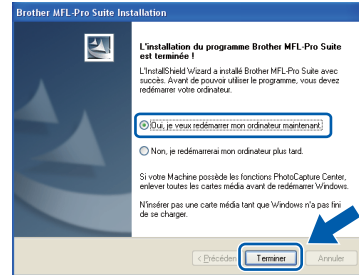 Brother MFL-Pro Suite Installation
L'installation du programme Brother MFL-Pro Suite
est terminée !
L'InstallShield Wizard a installé Brother MFL-Pro Suite avec
succès. Avant de pouvoir utiliser le programme, vous devez
redémarrer votre ordinateur.
Oui, je veux redémarrer mon ordinateur maintenant.
Non, je redémarrerai mon ordinateur plus tard.
Si votre Machine possède les fonctions PhotoCapture Center,
enlever toutes les cartes média avant de redémarrer Windows.
N'insérer pas une carte média tant que Windows n'a pas fini
de se charger.
< Précéden
Terminer
Annuler